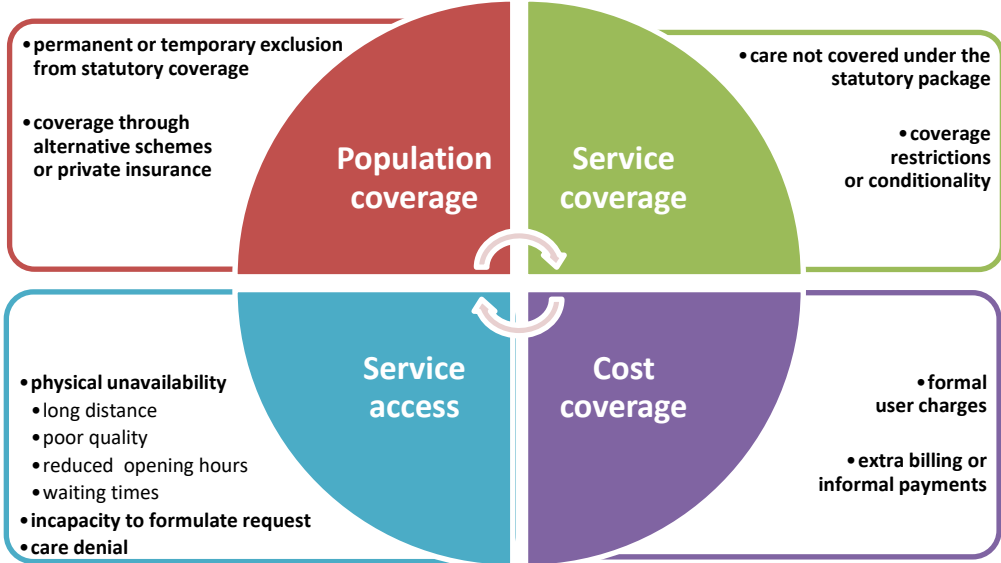 •permanent or temporary exclusion
from statutory coverage
•coverage through
alternative schemes
or private insurance
Population
coverage
Service
coverage
•care not covered under the
statutory package
•coverage
restrictions
or conditionality
•physical unavailability
•long distance
•poor quality
•reduced opening hours
•waiting times
•incapacity to formulate request
•care denial
Service
access
Cost
coverage
•formal
user charges
•extra billing or
informal payments